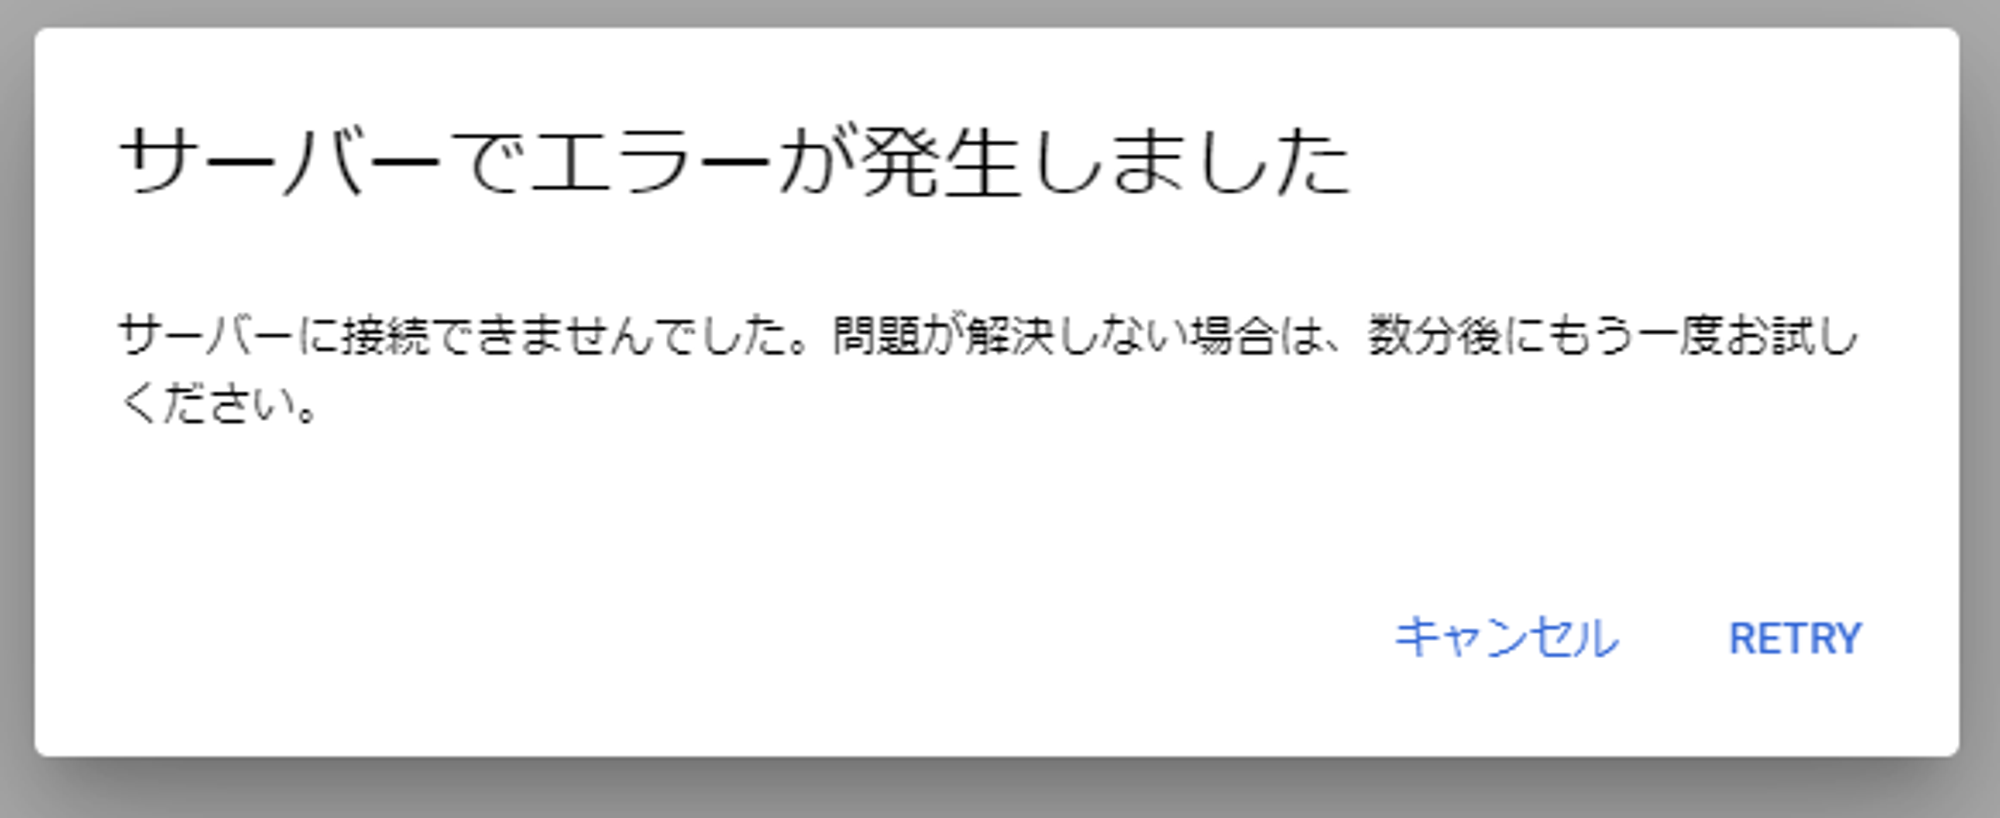 サーバーでエラーが発生しました
サーバーに接続できませんでした。問題が解決しない場合は、数分後にもう一度お試し
ください。
キャンセル RETRY